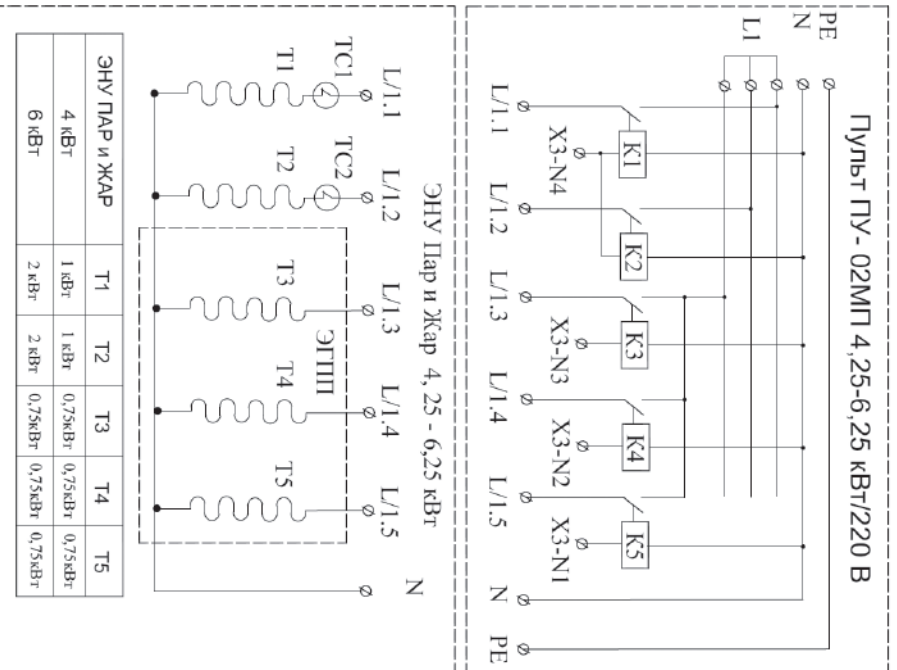 Пульт ПУ- 02МП 4,25-6,25 кВт/220 В
PE
N
L1
K1
K2
K3
K4
K5
X3-N4
X3-N3
X3-N2
X3-N1
L/1.1
L/1.2
L/1.3
L/1.4
L/1.5
N
PE
ЭНУ Пар и Жар 4, 25 - 6,25 кВт
L/1.1
L/1.2
L/1.3
L/1.4
L/1.5
N
TC1
TC2
ЭГПП
T1
T2
T3
T4
T5
ЭНУ ПАР и ЖАР T1 T2 T3 T4 T5
4 кВт 1 кВт 1 кВт 0,75кВт 0,75кВт 0,75кВт
6 кВт 2 кВт 2 кВт 0,75кВт 0,75кВт 0,75кВт